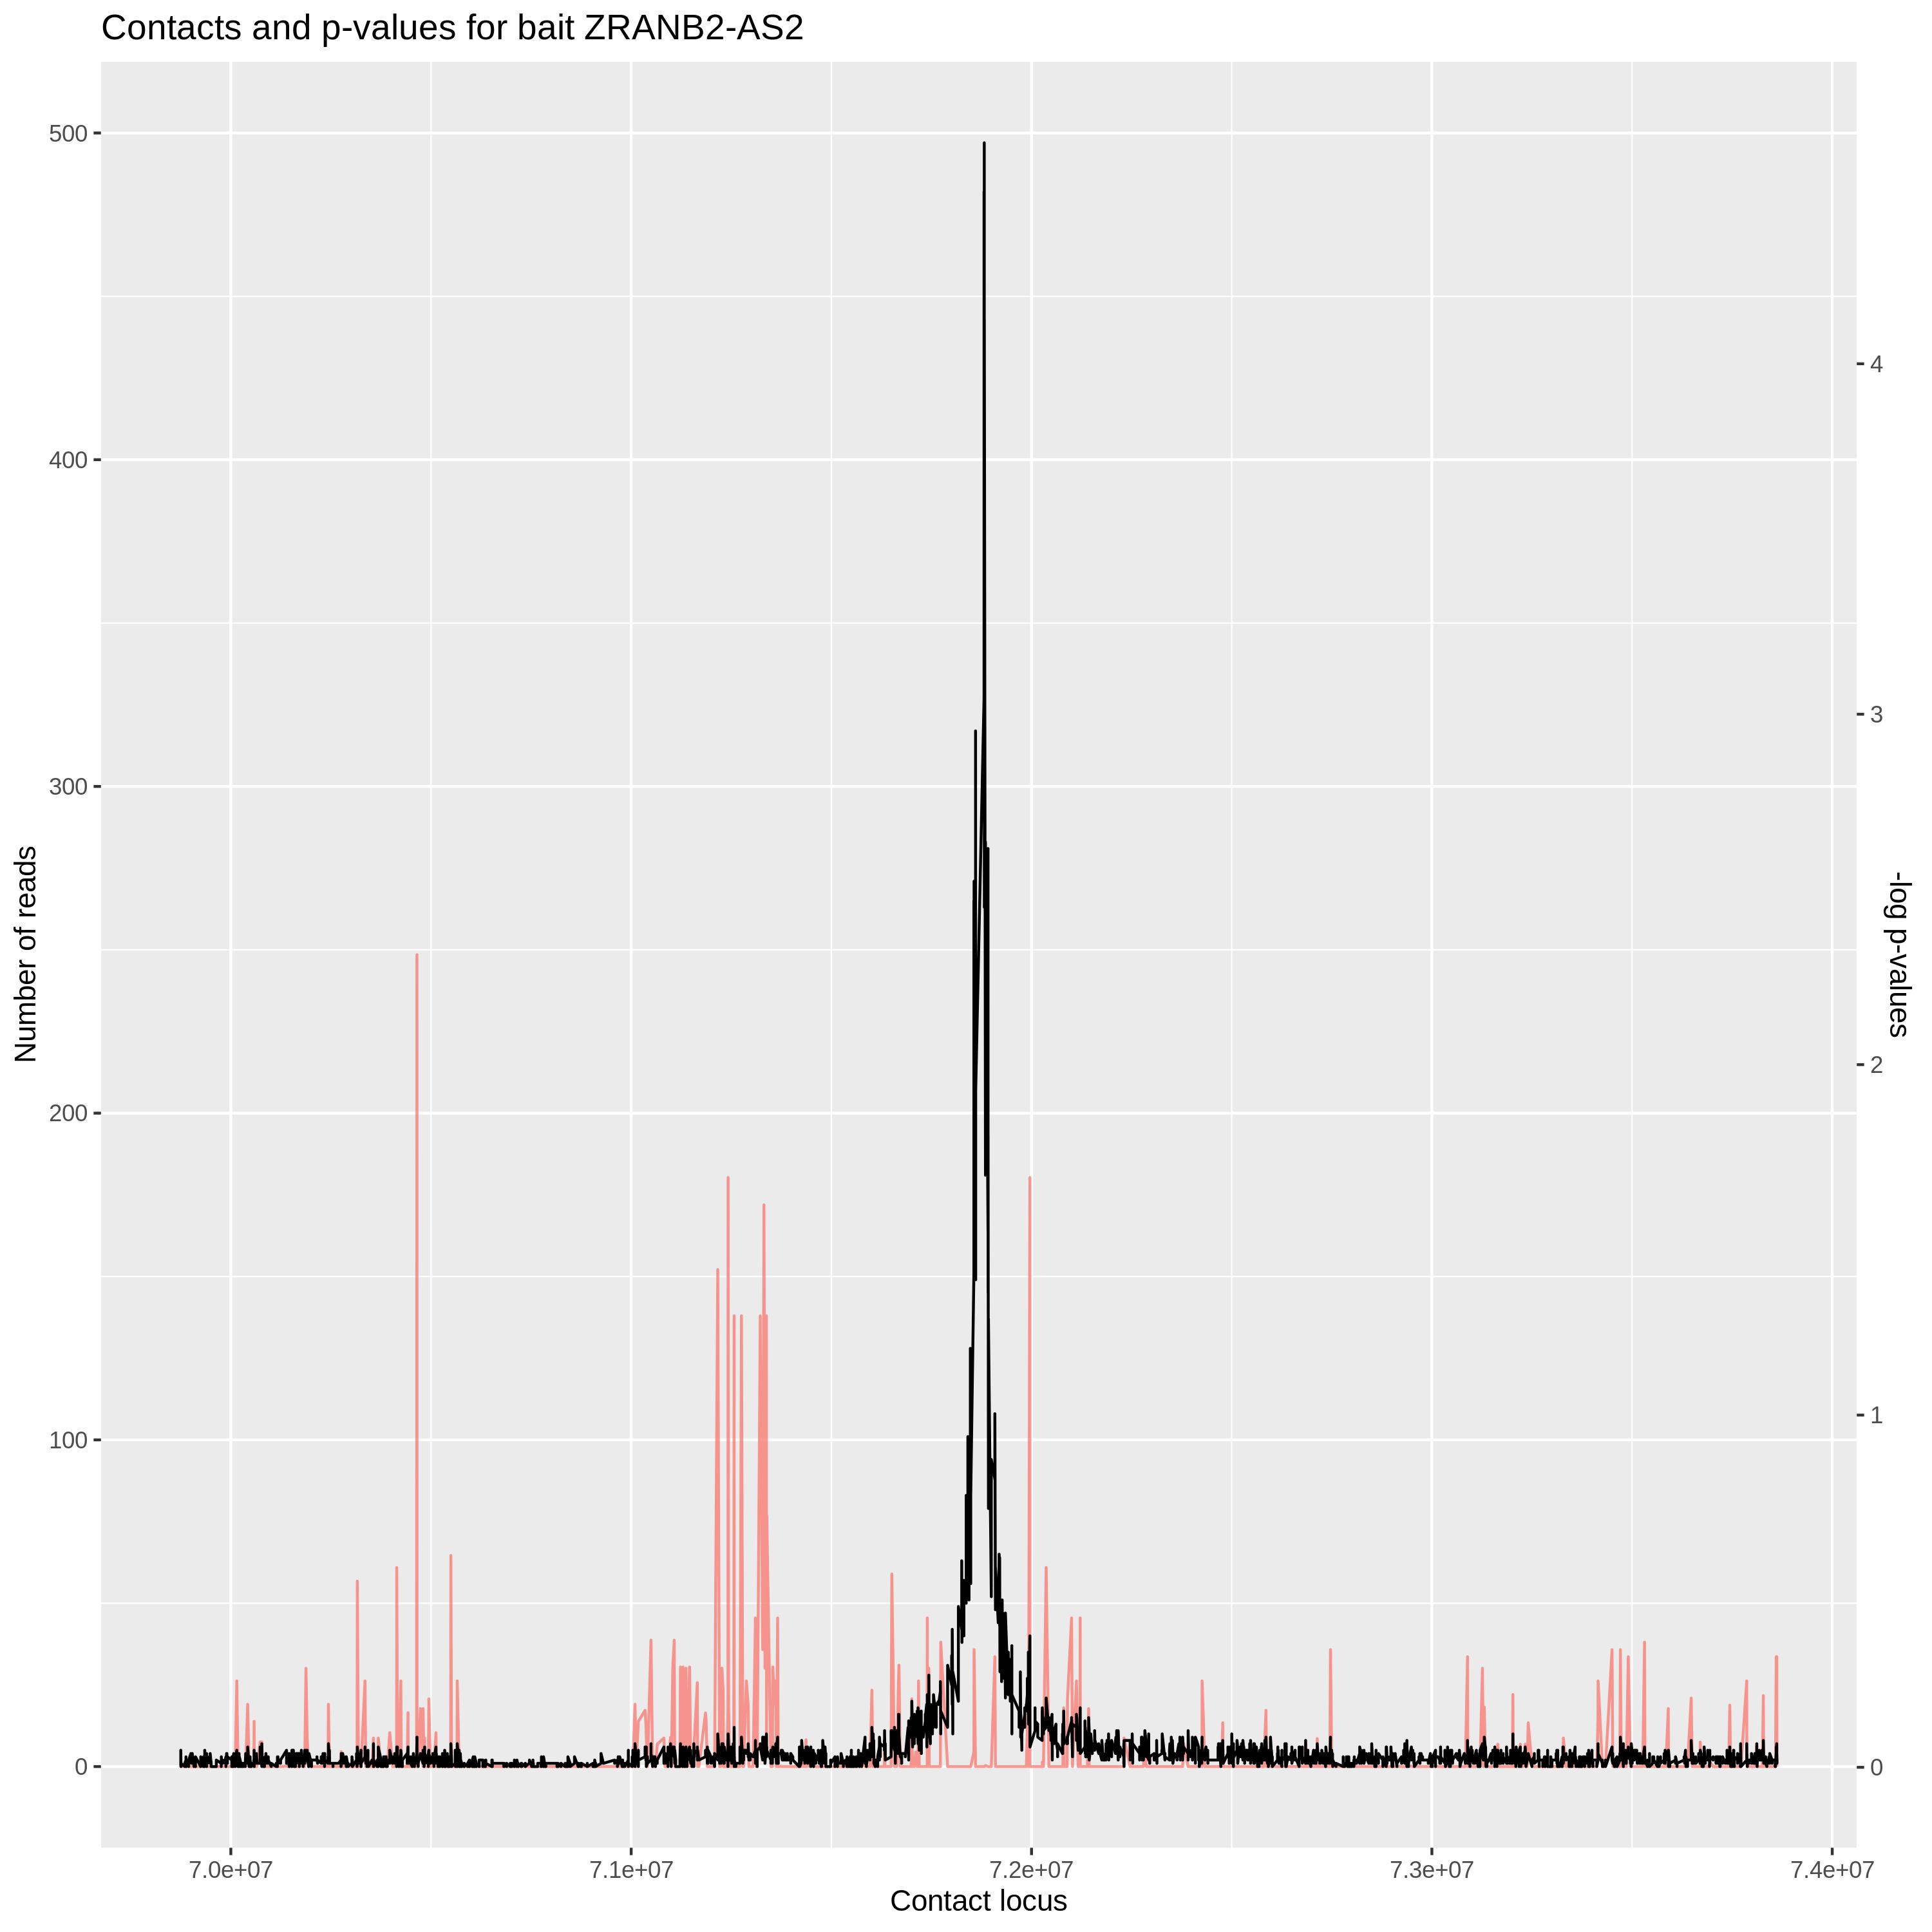 Contacts and p-values for bait ZRANB2-AS2
500
400
300
200
100
0
Number of reads
4
3
2
1
0
-log p-values
7.0e+07 7.1e+07 7.2e+07 7.3e+07 7.4e+07
Contact locus